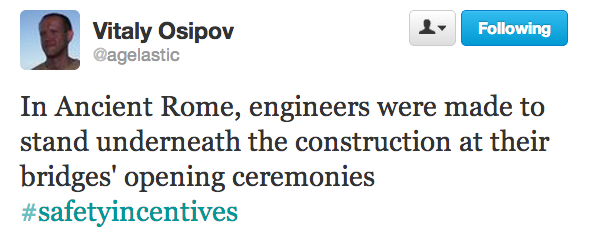 Vitaly Osipov
@agelastic
Following
In Ancient Rome, engineers were made to
stand underneath the construction at their
bridges' opening ceremonies
#safetyincentives